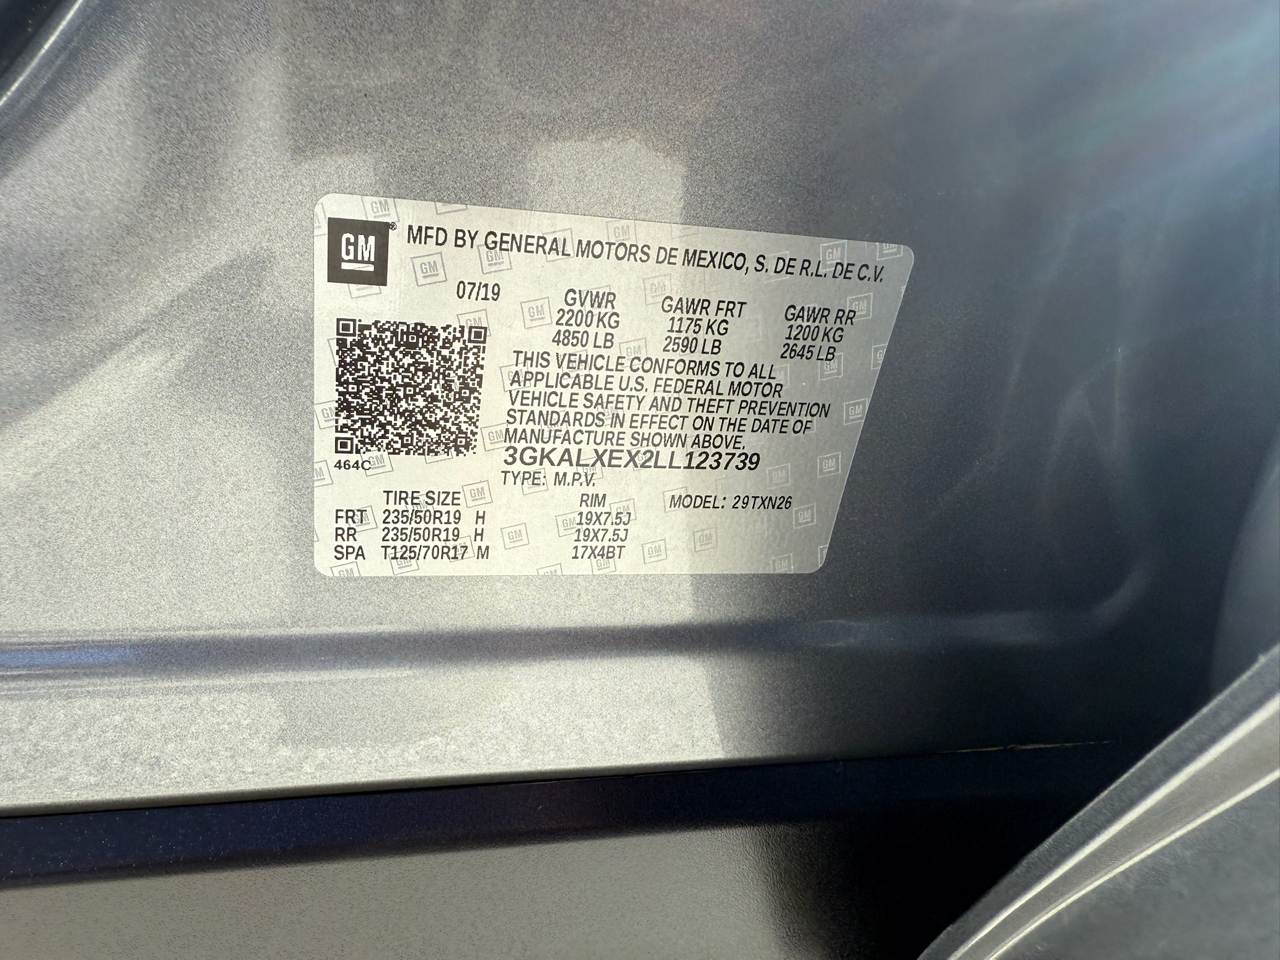 GM® MFD BY GENERAL MOTORS DE MEXICO, S. DE R.L. DE C.V.
07/19 GVWR GAWR FRT GAWR RR
2200 KG 1175 KG 1200 KG
4850 LB 2590 LB 2645 LB
THIS VEHICLE CONFORMS TO ALL
APPLICABLE U.S. FEDERAL MOTOR
VEHICLE SAFETY AND THEFT PREVENTION
STANDARDS IN EFFECT ON THE DATE OF
MANUFACTURE SHOWN ABOVE.
464C 3GKALXEX2LL123739
TYPE: M.P.V.
TIRE SIZE RIM MODEL: 29TXN26
FRT 235/50R19 H 19X7.5J
RR 235/50R19 H 19X7.5J
SPA T125/70R17 M 17X4BT